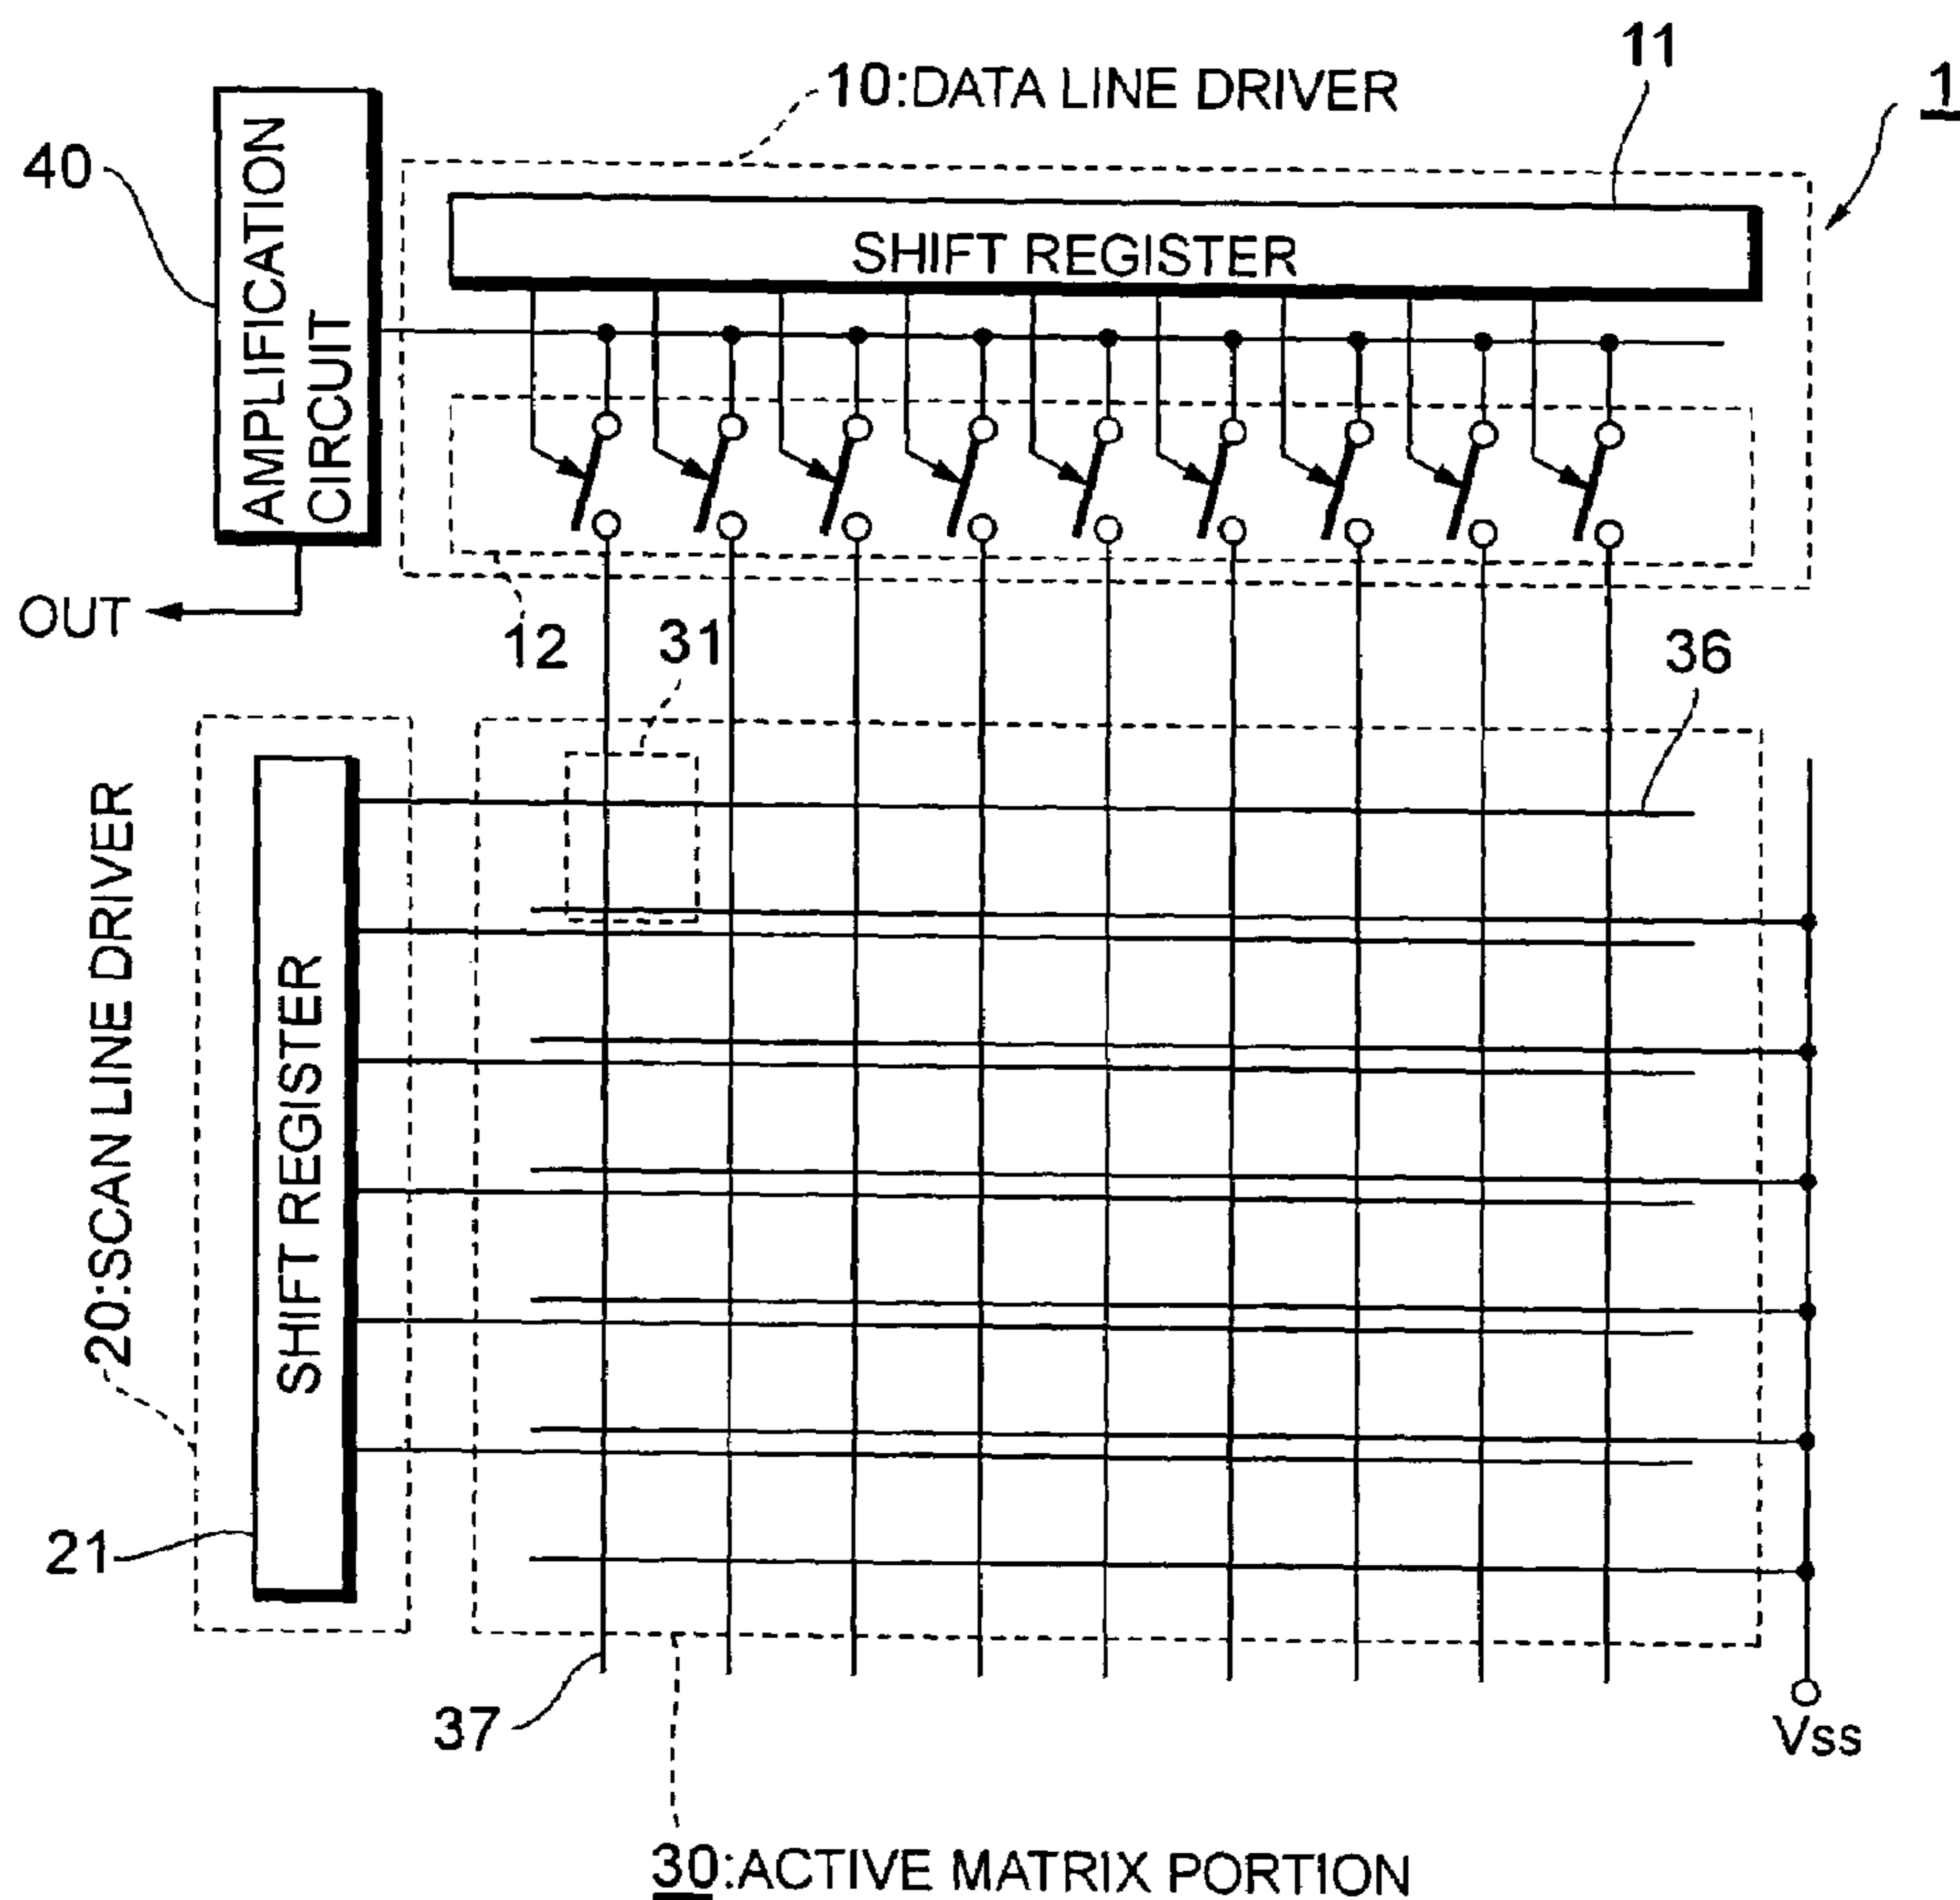 11
1
10:DATA LINE DRIVER
40
AMPLIFICATION
CIRCUIT
SHIFT REGISTER
OUT
12
31
36
20:SCAN LINE DRIVER
SHIFT REGISTER
21
37
Vss
30:ACTIVE MATRIX PORTION